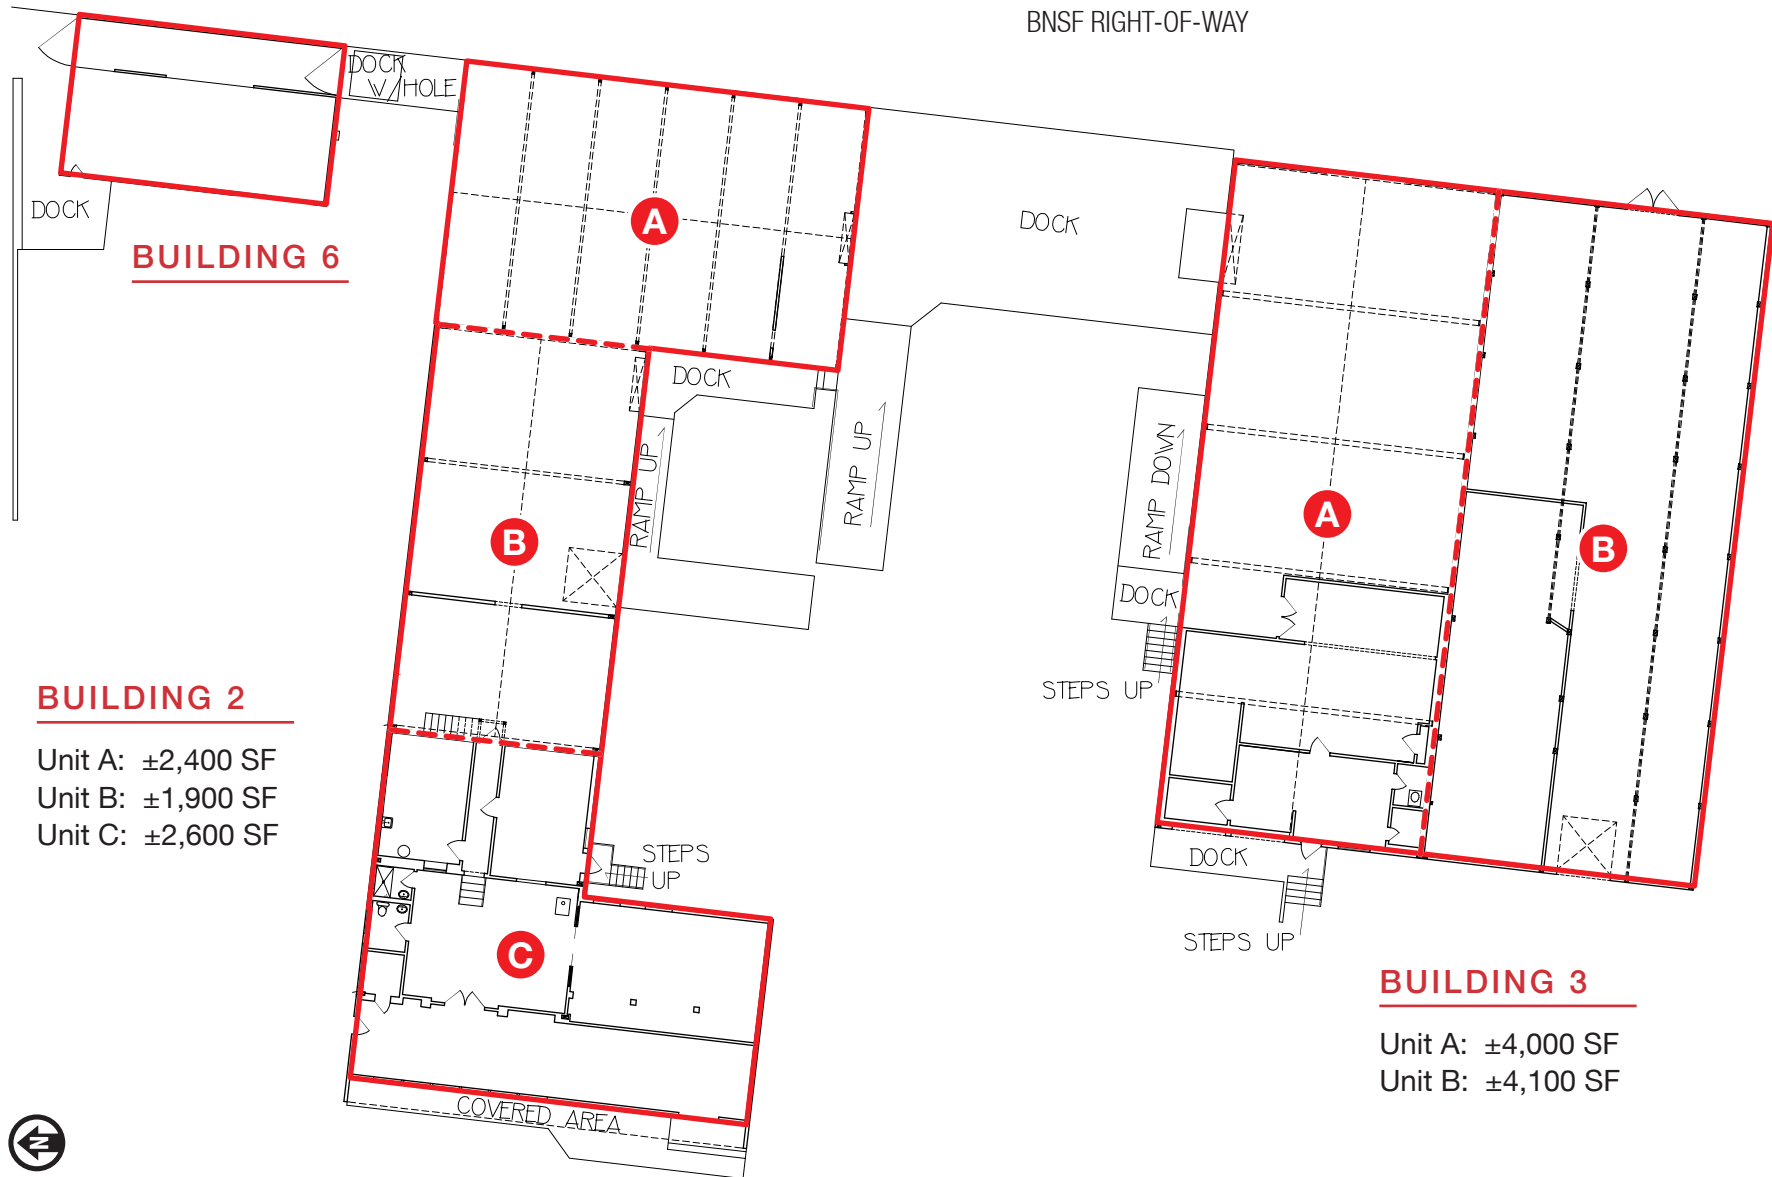 BNSF RIGHT-OF-WAY
DOCK
W/HOLE
DOCK
BUILDING 6
A
DOCK
DOCK
RAMP UP
RAMP UP
B
RAMP DOWN
DOCK
STEPS UP
A
B
BUILDING 2
Unit A: ±2,400 SF
Unit B: ±1,900 SF
Unit C: ±2,600 SF
STEPS
UP
C
COVERED AREA
DOCK
STEPS UP
BUILDING 3
Unit A: ±4,000 SF
Unit B: ±4,100 SF
N